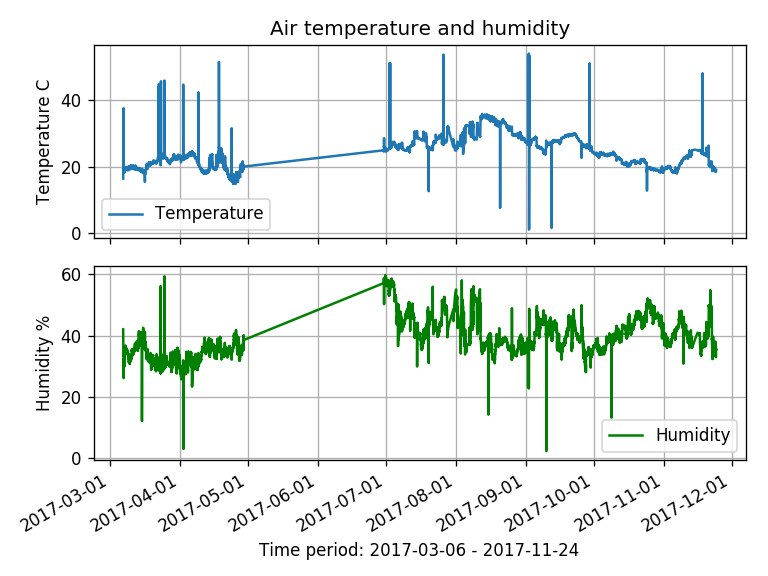 Air temperature and humidity
Temperature C
40
20
0
Temperature
Humidity %
60
40
20
0
Humidity
2017-03-01
2017-04-01
2017-05-01
2017-06-01
2017-07-01
2017-08-01
2017-09-01
2017-10-01
2017-11-01
2017-12-01
Time period: 2017-03-06 - 2017-11-24